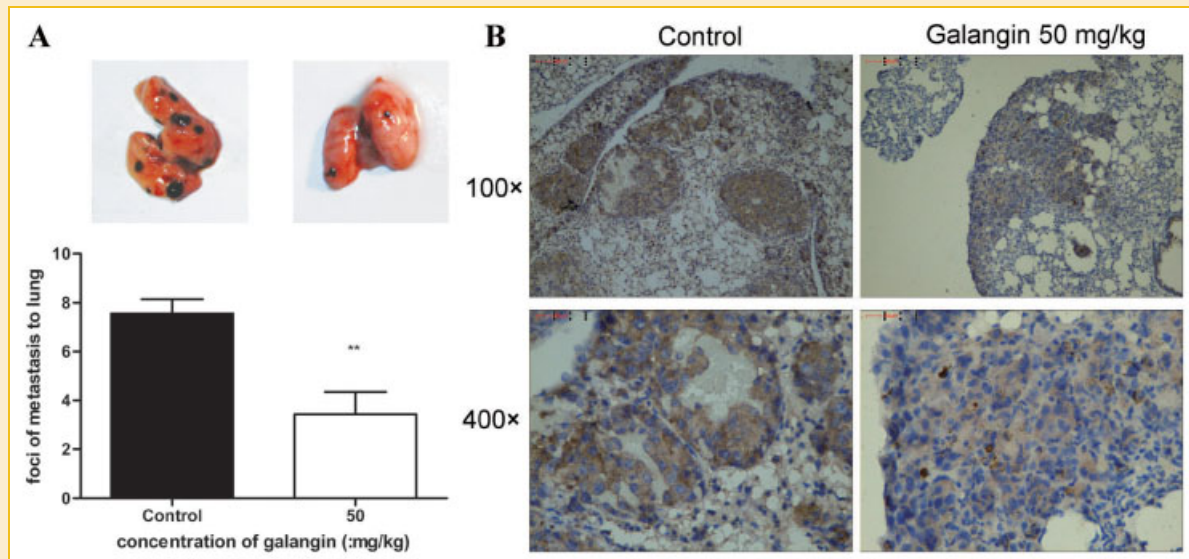 A
B
Control
Galangin 50 mg/kg
100×
400×
10
8
6
4
2
0
**
foci of metastasis to lung
Control
50
concentration of galangin (:mg/kg)